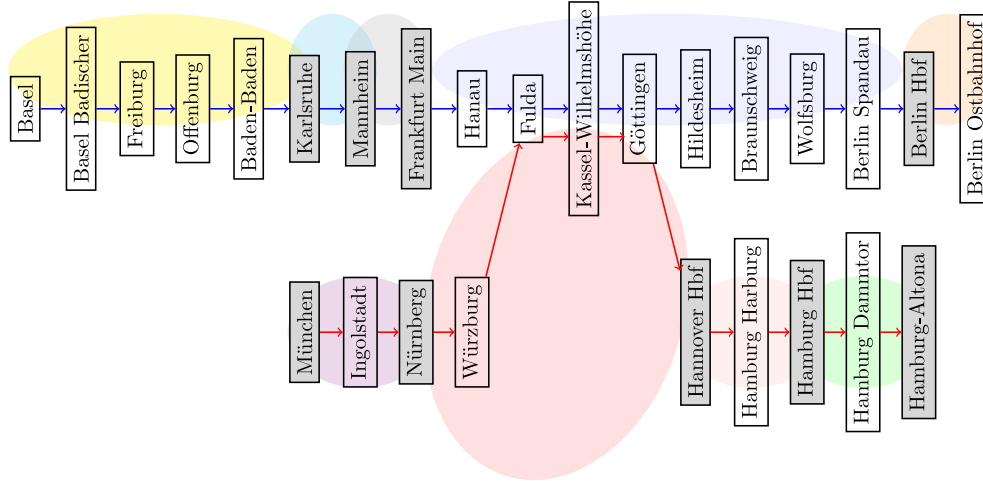 Basel
Basel Badischer
Freiburg
Offenburg
Baden-Baden
Karlsruhe
Mannheim
Frankfurt Main
Hanau
Fulda
Kassel-Wilhelmshöhe
Göttingen
Hildesheim
Braunschweig
Wolfsburg
Berlin Spandau
Berlin Hbf
Berlin Ostbahnhof
München
Ingolstadt
Nürnberg
Würzburg
Hannover Hbf
Hamburg Harburg
Hamburg Hbf
Hamburg Dammtor
Hamburg-Altona